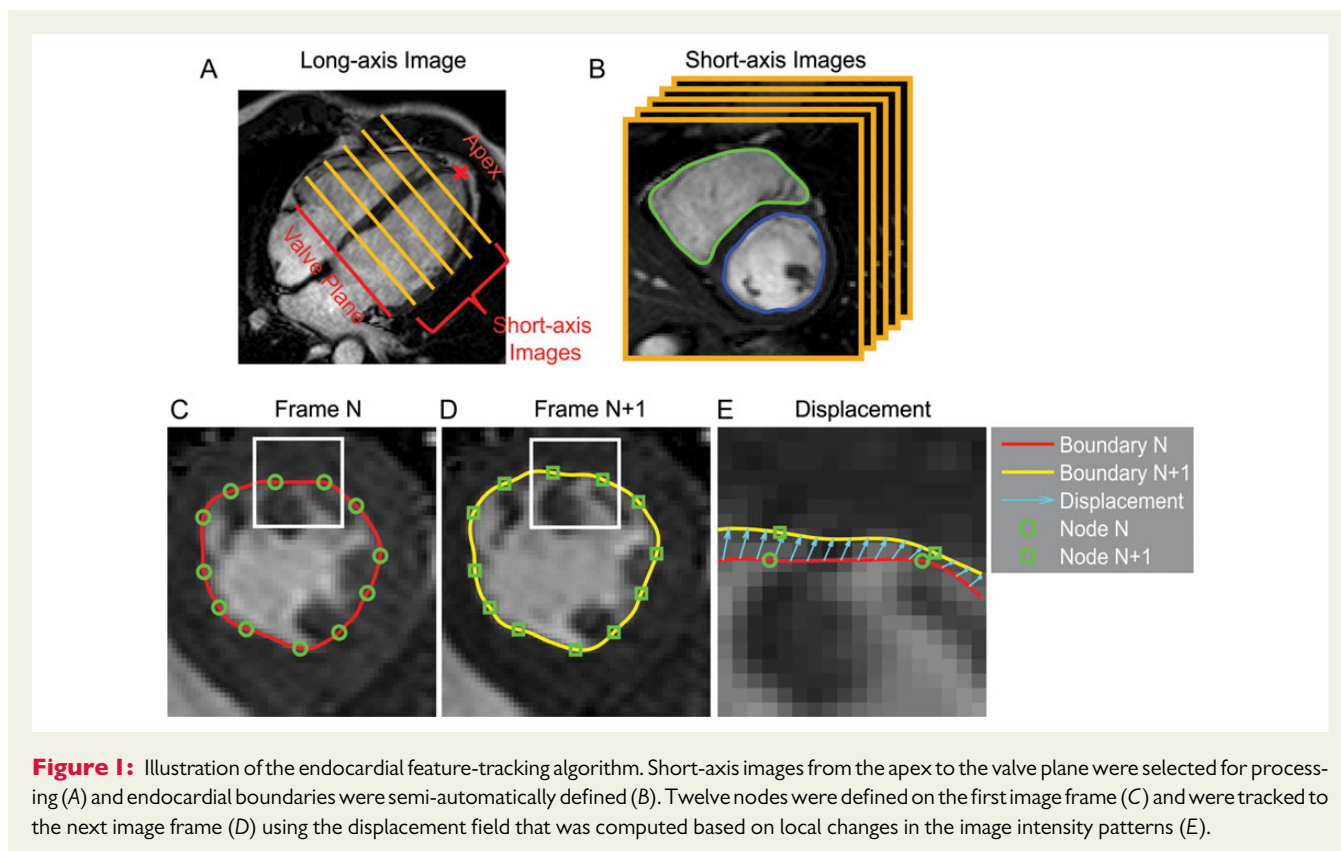 A
Long-axis Image
B
Short-axis Images
Apex
Valve Plane
Short-axis
Images
C
Frame N
D
Frame N+1
E
Displacement
Boundary N
Boundary N+1
Displacement
Node N
Node N+1
Figure 1: Illustration of the endocardial feature-tracking algorithm. Short-axis images from the apex to the valve plane were selected for process-
ing (A) and endocardial boundaries were semi-automatically defined (B). Twelve nodes were defined on the first image frame (C) and were tracked to
the next image frame (D) using the displacement field that was computed based on local changes in the image intensity patterns (E).